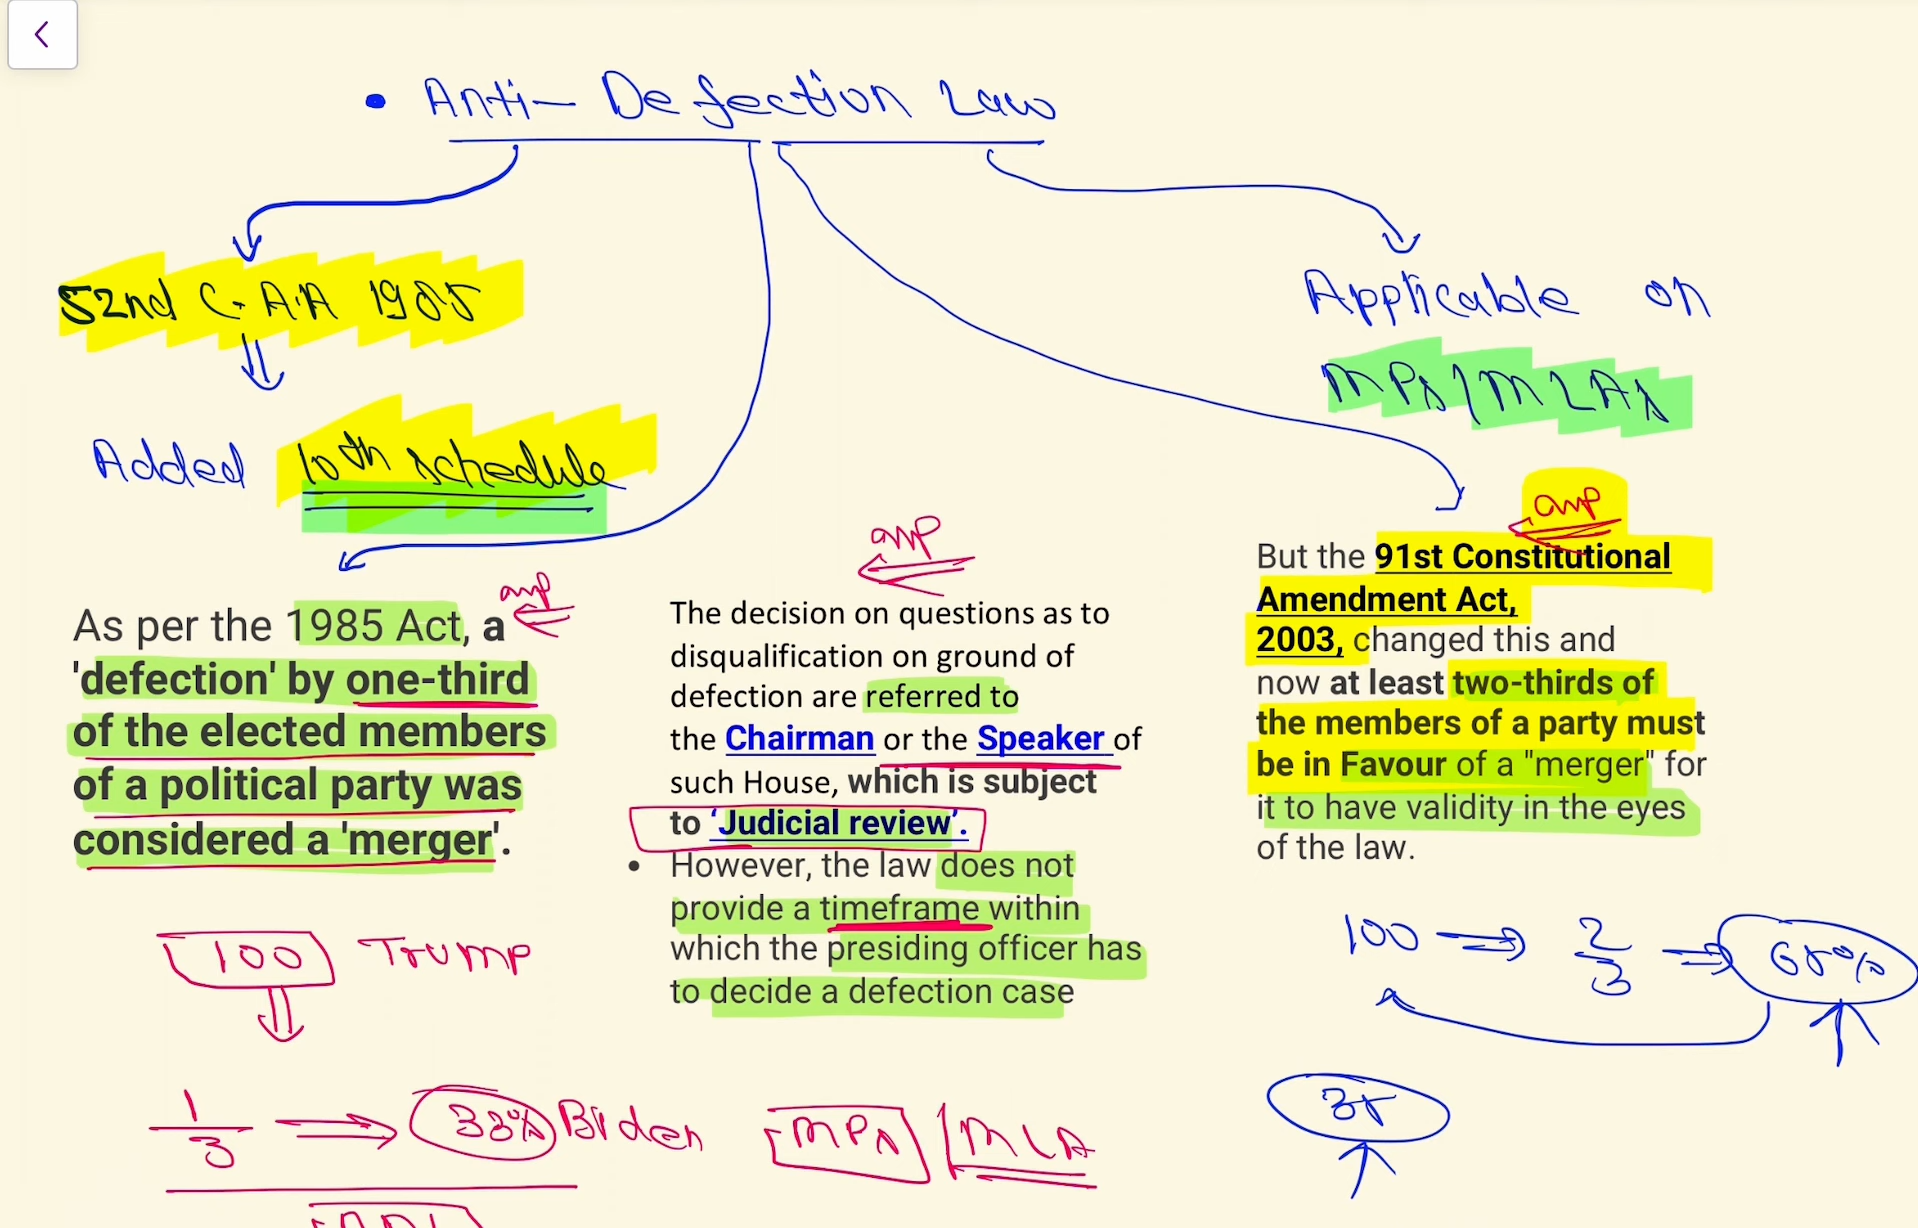 • Anti- Defection Law
52nd C.A.A 1985
Added 10th schedule
Applicable on
MPs/MLAs
imp
As per the 1985 Act, a
'defection' by one-third
of the elected members
of a political party was
considered a 'merger'.
imp
The decision on questions as to
disqualification on ground of
defection are referred to
the Chairman or the Speaker of
such House, which is subject
to ‘Judicial review’.
• However, the law does not
provide a timeframe within
which the presiding officer has
to decide a defection case
imp
But the 91st Constitutional
Amendment Act,
2003, changed this and
now at least two-thirds of
the members of a party must
be in Favour of a "merger" for
it to have validity in the eyes
of the law.
100 Trump
1/3 33% Biden
MPs/MLA
100 2/3